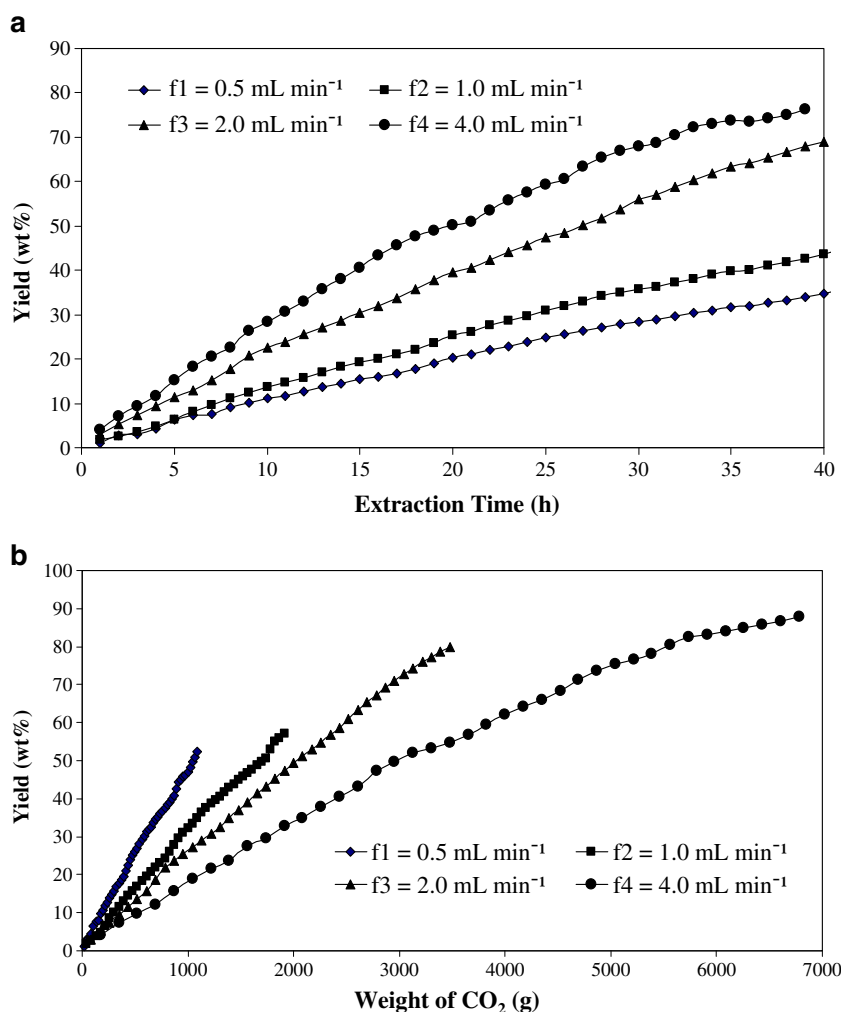 a
90
80
70
60
50
40
30
20
10
0
Yield (wt%)
f1 = 0.5 mL min⁻¹ f2 = 1.0 mL min⁻¹
f3 = 2.0 mL min⁻¹ f4 = 4.0 mL min⁻¹
0 5 10 15 20 25 30 35 40
Extraction Time (h)
b
100
90
80
70
60
50
40
30
20
10
0
Yield (wt%)
f1 = 0.5 mL min⁻¹ f2 = 1.0 mL min⁻¹
f3 = 2.0 mL min⁻¹ f4 = 4.0 mL min⁻¹
0 1000 2000 3000 4000 5000 6000 7000
Weight of CO₂ (g)